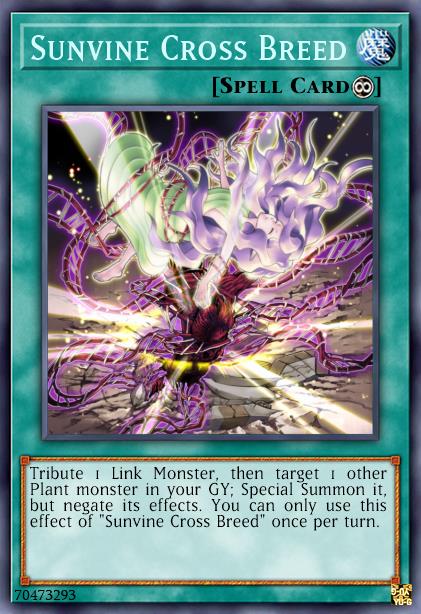 Sunvine Cross Breed
[Spell Card]
Tribute 1 Link Monster, then target 1 other
Plant monster in your GY; Special Summon it,
but negate its effects. You can only use this
effect of "Sunvine Cross Breed" once per turn.
70473293